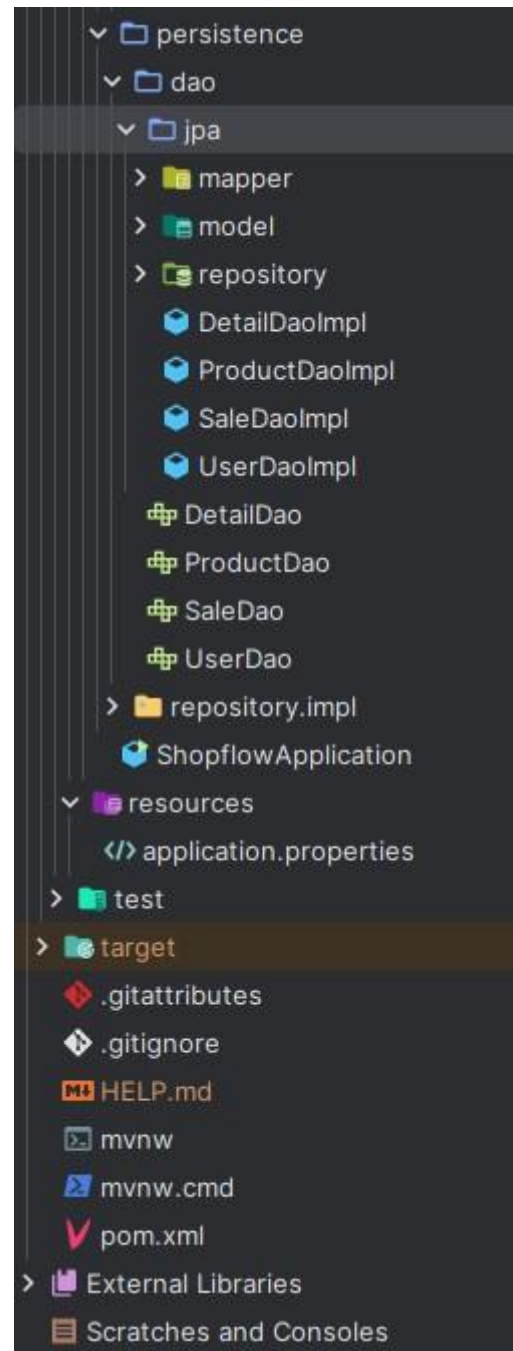 persistence
dao
jpa
mapper
model
repository
DetailDaoImpl
ProductDaoImpl
SaleDaoImpl
UserDaoImpl
DetailDao
ProductDao
SaleDao
UserDao
repository.impl
ShopflowApplication
resources
</> application.properties
test
target
.gitattributes
.gitignore
M↓ HELP.md
mvnw
mvnw.cmd
pom.xml
External Libraries
Scratches and Consoles